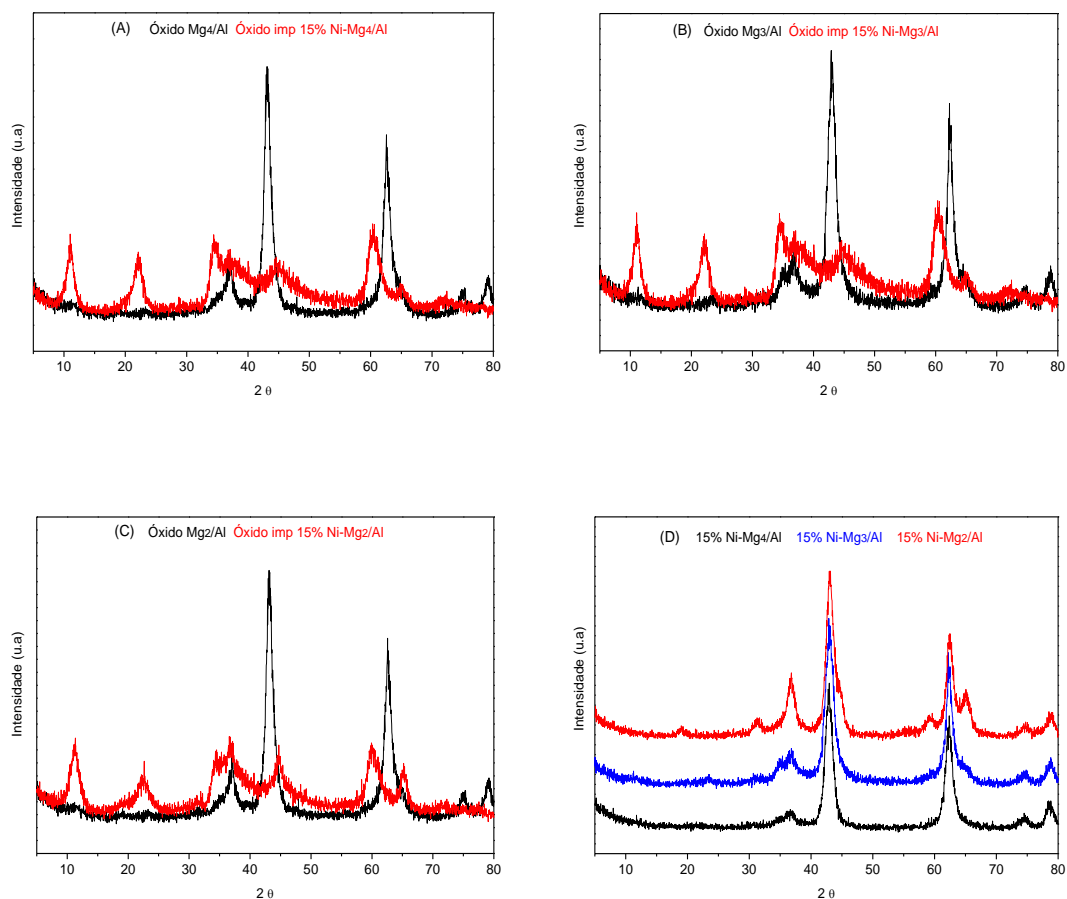 (A) Óxido Mg4/Al Óxido imp 15% Ni-Mg4/Al
Intensidade (u.a)
10 20 30 40 50 60 70 80
2 θ
(B) Óxido Mg3/Al Óxido imp 15% Ni-Mg3/Al
Intensidade (u.a)
10 20 30 40 50 60 70 80
2 θ
(C) Óxido Mg2/Al Óxido imp 15% Ni-Mg2/Al
Intensidade (u.a)
10 20 30 40 50 60 70 80
2 θ
(D) 15% Ni-Mg4/Al 15% Ni-Mg3/Al 15% Ni-Mg2/Al
Intensidade (u.a)
10 20 30 40 50 60 70 80
2 θ